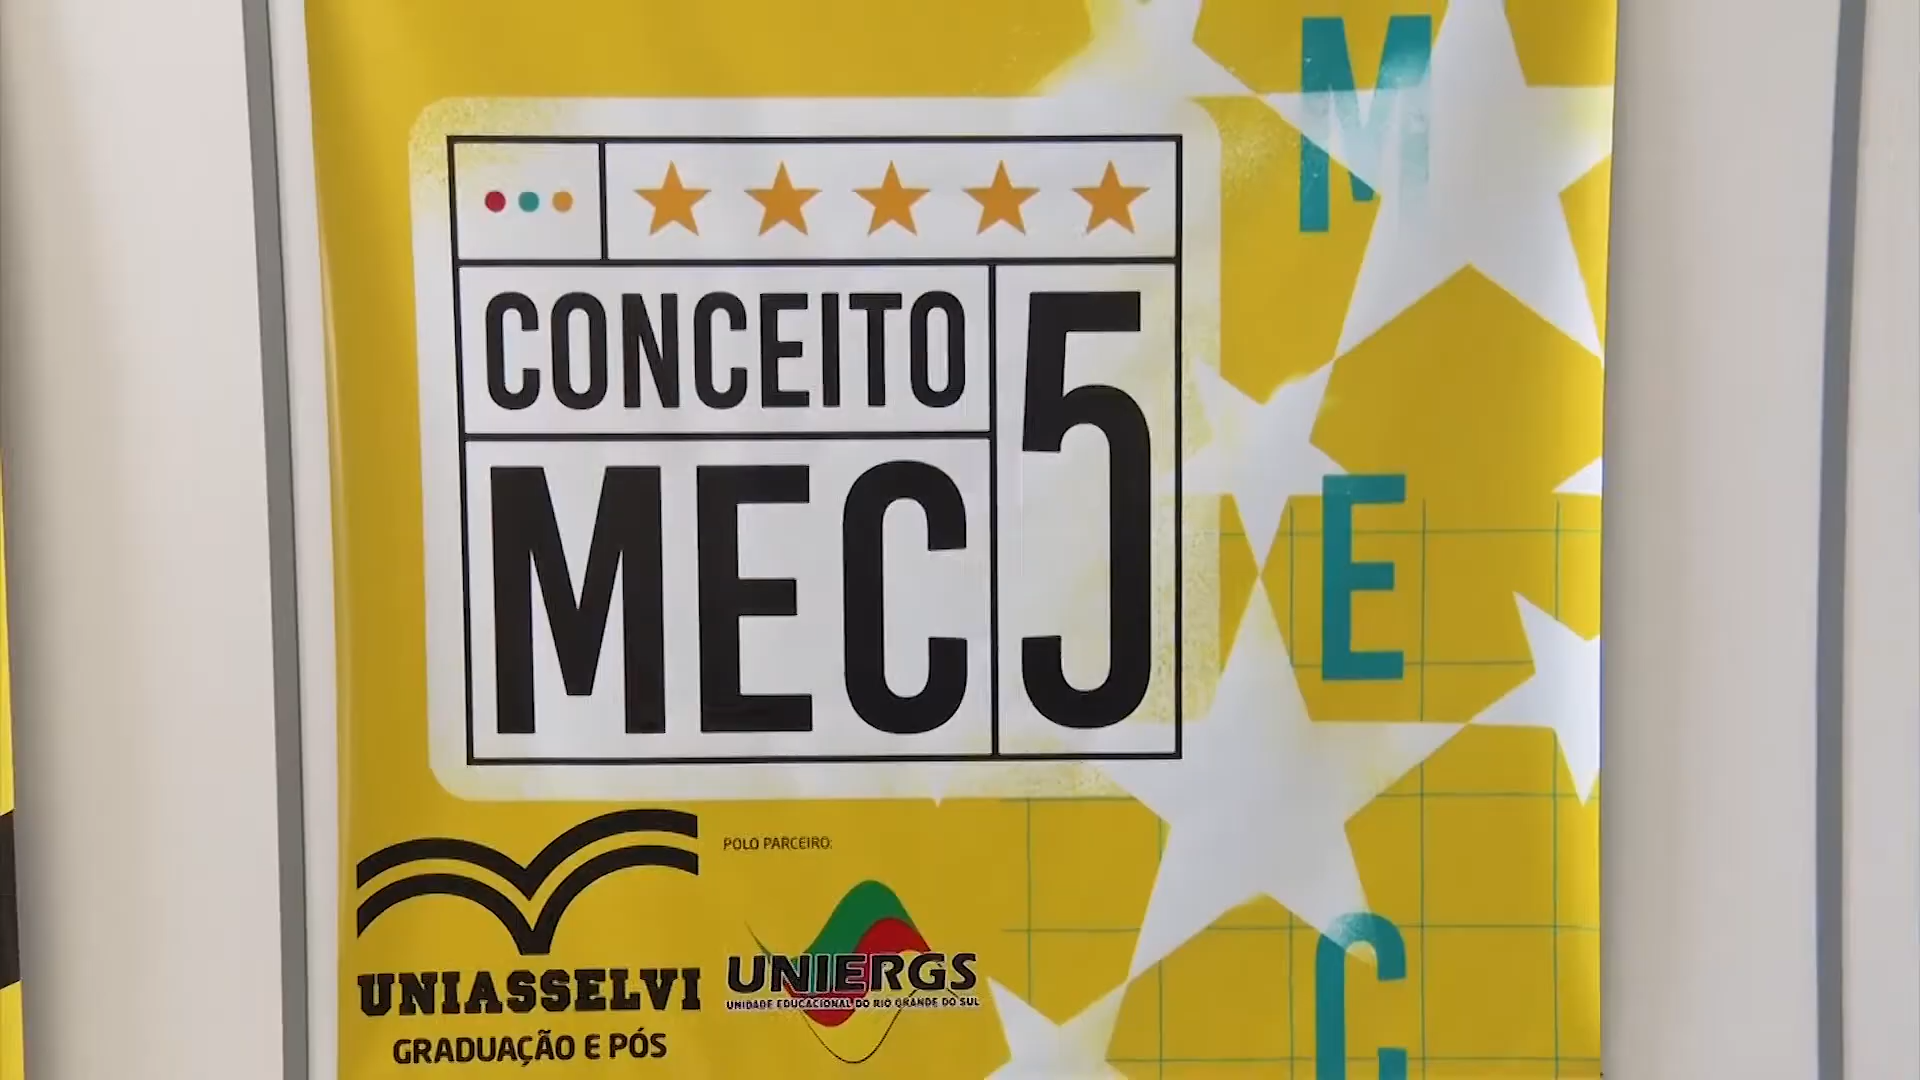 CONCEITO
MEC 5
M
E
C
UNIASSELVI
GRADUAÇÃO E PÓS
POLO PARCEIRO:
UNIERGS
UNIDADE EDUCACIONAL DO RIO GRANDE DO SUL